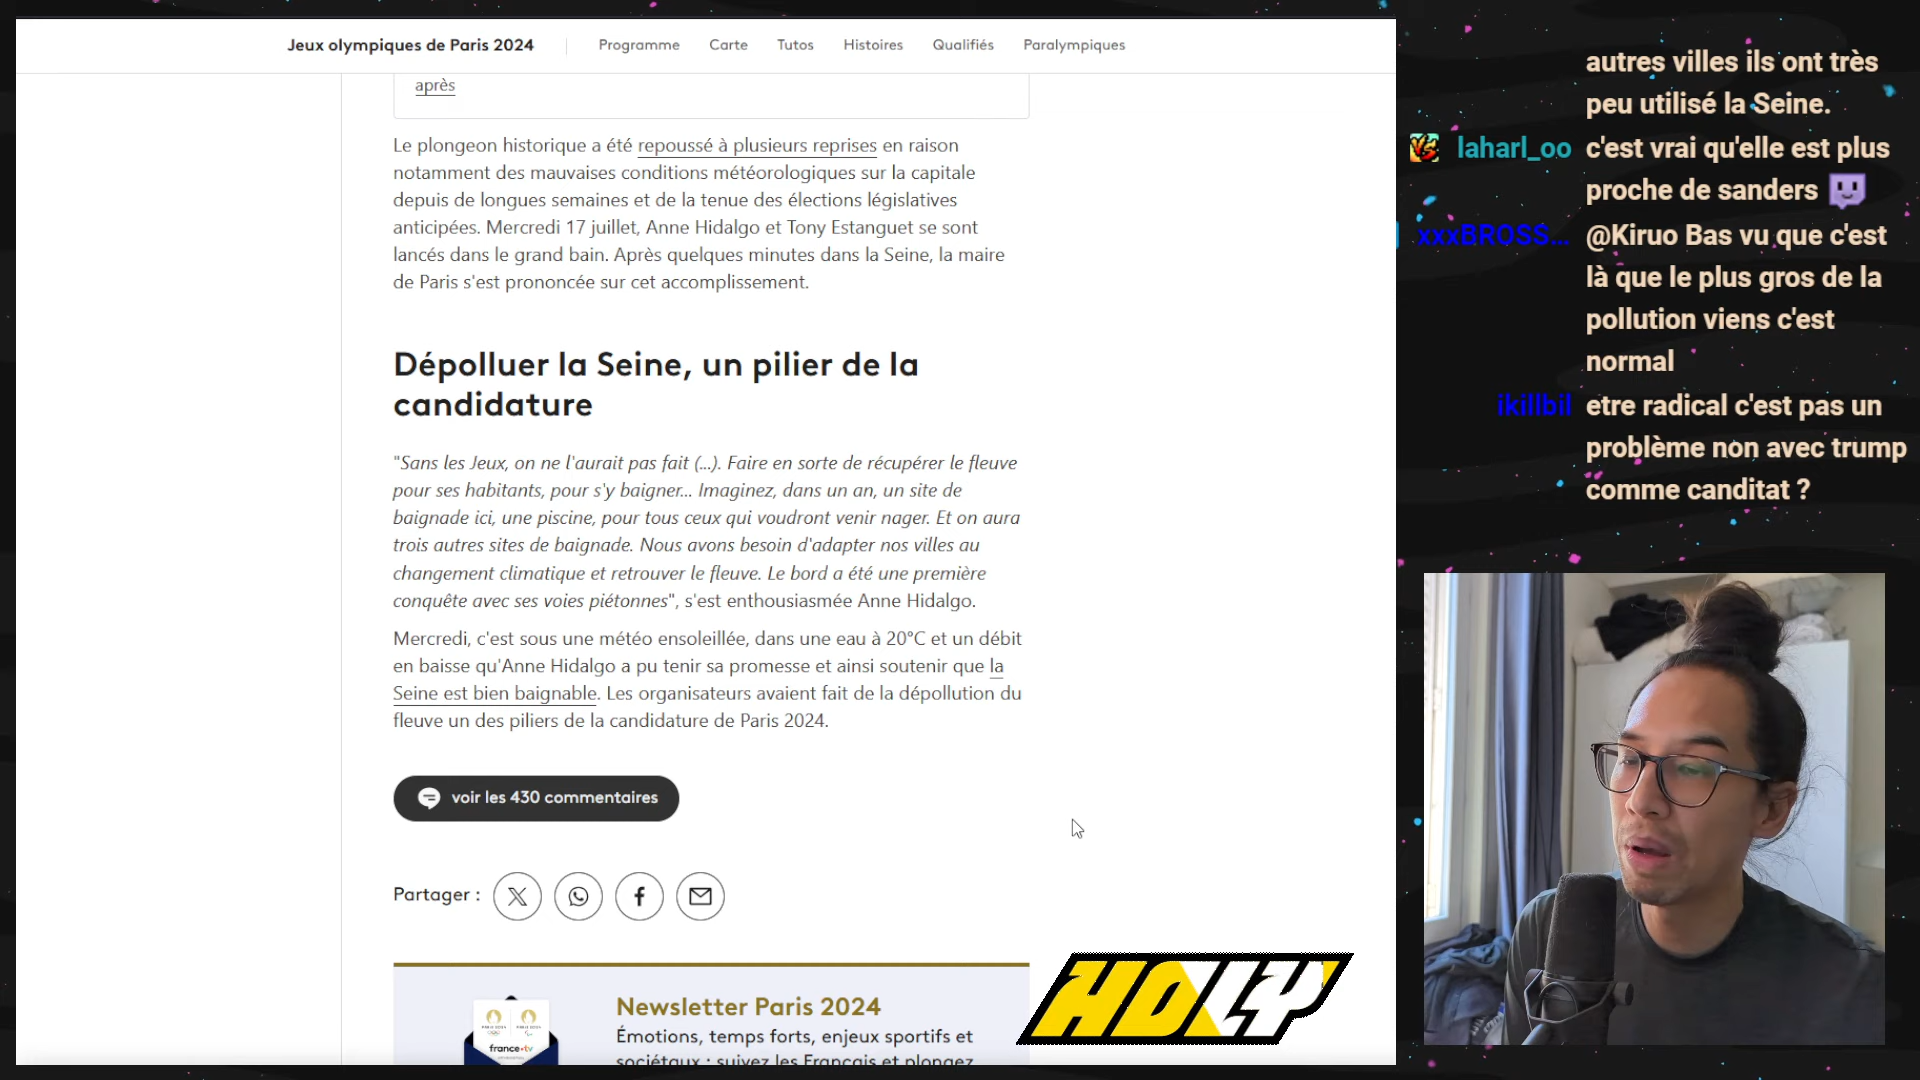 Jeux olympiques de Paris 2024
Programme Carte Tutos Histoires Qualifiés Paralympiques
après
Le plongeon historique a été repoussé à plusieurs reprises en raison
notamment des mauvaises conditions météorologiques sur la capitale
depuis de longues semaines et de la tenue des élections législatives
anticipées. Mercredi 17 juillet, Anne Hidalgo et Tony Estanguet se sont
lancés dans le grand bain. Après quelques minutes dans la Seine, la maire
de Paris s'est prononcée sur cet accomplissement.
Dépolluer la Seine, un pilier de la
candidature
"Sans les Jeux, on ne l'aurait pas fait (...). Faire en sorte de récupérer le fleuve
pour ses habitants, pour s'y baigner... Imaginez, dans un an, un site de
baignade ici, une piscine, pour tous ceux qui voudront venir nager. Et on aura
trois autres sites de baignade. Nous avons besoin d'adapter nos villes au
changement climatique et retrouver le fleuve. Le bord a été une première
conquête avec ses voies piétonnes", s'est enthousiasmée Anne Hidalgo.
Mercredi, c'est sous une météo ensoleillée, dans une eau à 20°C et un débit
en baisse qu'Anne Hidalgo a pu tenir sa promesse et ainsi soutenir que la
Seine est bien baignable. Les organisateurs avaient fait de la dépollution du
fleuve un des piliers de la candidature de Paris 2024.
voir les 430 commentaires
Partager :
Newsletter Paris 2024
Émotions, temps forts, enjeux sportifs et
sociétaux : suivez les Français et plongez
france•tv
HOLY
autres villes ils ont très
peu utilisé la Seine.
laharl_oo c'est vrai qu'elle est plus
proche de sanders
xxxBROSS... @Kiruo Bas vu que c'est
là que le plus gros de la
pollution viens c'est
normal
ikillbil etre radical c'est pas un
problème non avec trump
comme canditat ?